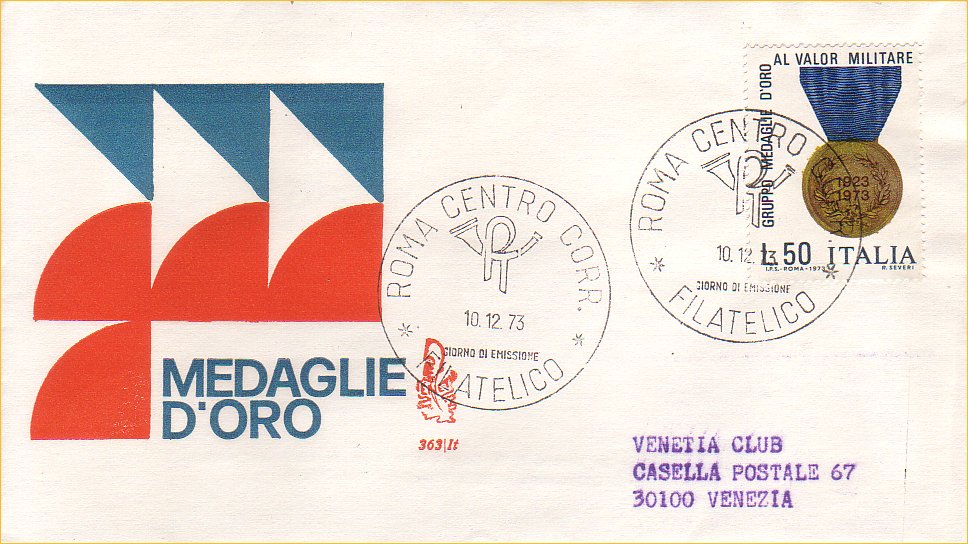 AL VALOR MILITARE
GRUPPO MEDAGLIE D'ORO
1923
1973
L.50 ITALIA
I.P.S.-ROMA-1973
R. SEVERI
ROMA CENTRO
10.12.73
GIORNO DI EMISSIONE
FILATELICO
ROMA CENTRO CORR.
10.12.73
GIORNO DI EMISSIONE
FILATELICO
MEDAGLIE
D'ORO
363|It
VENETIA CLUB
CASELLA POSTALE 67
30100 VENEZIA